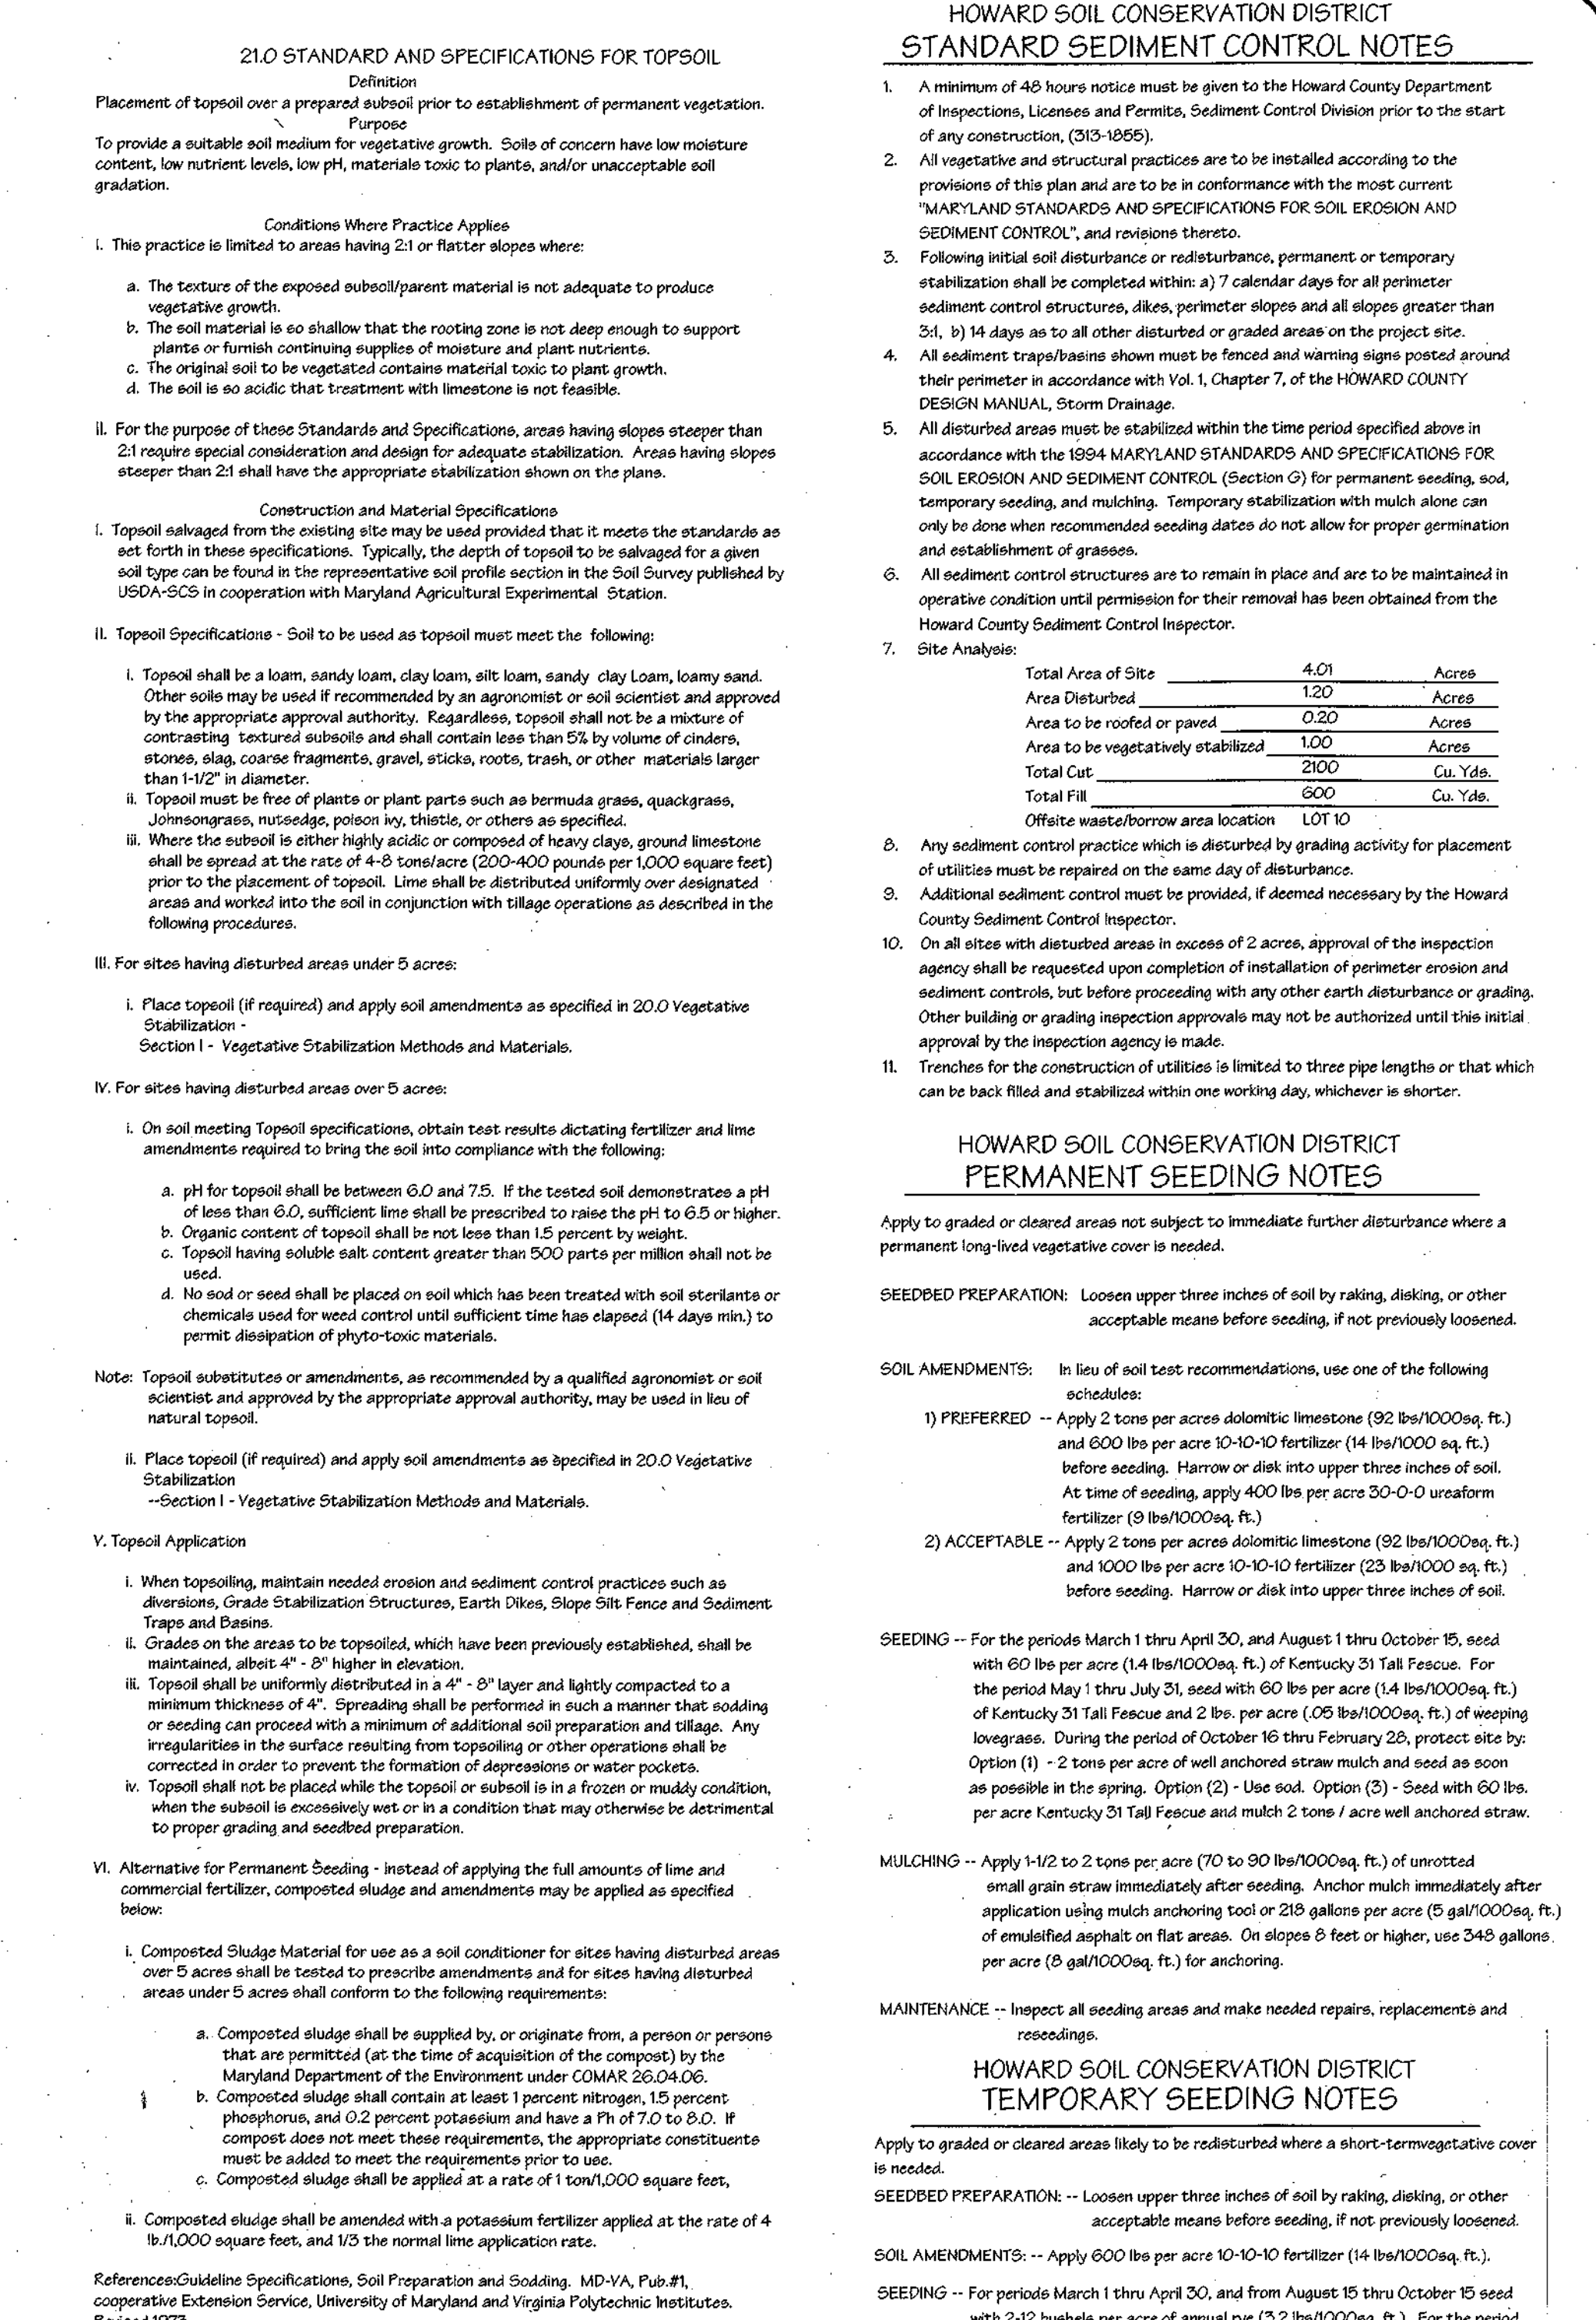 21.0 STANDARD AND SPECIFICATIONS FOR TOPSOIL
Definition
Placement of topsoil over a prepared subsoil prior to establishment of permanent vegetation.
Purpose
To provide a suitable soil medium for vegetative growth. Soils of concern have low moisture
content, low nutrient levels, low pH, materials toxic to plants, and/or unacceptable soil
gradation.
Conditions Where Practice Applies
I. This practice is limited to areas having 2:1 or flatter slopes where:
a. The texture of the exposed subsoil/parent material is not adequate to produce
vegetative growth.
b. The soil material is so shallow that the rooting zone is not deep enough to support
plants or furnish continuing supplies of moisture and plant nutrients.
c. The original soil to be vegetated contains material toxic to plant growth.
d. The soil is so acidic that treatment with limestone is not feasible.
II. For the purpose of these Standards and Specifications, areas having slopes steeper than
2:1 require special consideration and design for adequate stabilization. Areas having slopes
steeper than 2:1 shall have the appropriate stabilization shown on the plans.
Construction and Material Specifications
I. Topsoil salvaged from the existing site may be used provided that it meets the standards as
set forth in these specifications. Typically, the depth of topsoil to be salvaged for a given
soil type can be found in the representative soil profile section in the Soil Survey published by
USDA-SCS in cooperation with Maryland Agricultural Experimental Station.
II. Topsoil Specifications - Soil to be used as topsoil must meet the following:
i. Topsoil shall be a loam, sandy loam, clay loam, silt loam, sandy clay Loam, loamy sand.
Other soils may be used if recommended by an agronomist or soil scientist and approved
by the appropriate approval authority. Regardless, topsoil shall not be a mixture of
contrasting textured subsoils and shall contain less than 5% by volume of cinders,
stones, slag, coarse fragments, gravel, sticks, roots, trash, or other materials larger
than 1-1/2" in diameter.
ii. Topsoil must be free of plants or plant parts such as bermuda grass, quackgrass,
Johnsongrass, nutsedge, poison ivy, thistle, or others as specified.
iii. Where the subsoil is either highly acidic or composed of heavy clays, ground limestone
shall be spread at the rate of 4-8 tons/acre (200-400 pounds per 1,000 square feet)
prior to the placement of topsoil. Lime shall be distributed uniformly over designated
areas and worked into the soil in conjunction with tillage operations as described in the
following procedures.
III. For sites having disturbed areas under 5 acres:
i. Place topsoil (if required) and apply soil amendments as specified in 20.0 Vegetative
Stabilization -
Section I - Vegetative Stabilization Methods and Materials.
IV. For sites having disturbed areas over 5 acres:
i. On soil meeting Topsoil specifications, obtain test results dictating fertilizer and lime
amendments required to bring the soil into compliance with the following:
a. pH for topsoil shall be between 6.0 and 7.5. If the tested soil demonstrates a pH
of less than 6.0, sufficient lime shall be prescribed to raise the pH to 6.5 or higher.
b. Organic content of topsoil shall be not less than 1.5 percent by weight.
c. Topsoil having soluble salt content greater than 500 parts per million shall not be
used.
d. No sod or seed shall be placed on soil which has been treated with soil sterilants or
chemicals used for weed control until sufficient time has elapsed (14 days min.) to
permit dissipation of phyto-toxic materials.
Note: Topsoil substitutes or amendments, as recommended by a qualified agronomist or soil
scientist and approved by the appropriate approval authority, may be used in lieu of
natural topsoil.
ii. Place topsoil (if required) and apply soil amendments as specified in 20.0 Vegetative
Stabilization
--Section I - Vegetative Stabilization Methods and Materials.
V. Topsoil Application
i. When topsoiling, maintain needed erosion and sediment control practices such as
diversions, Grade Stabilization Structures, Earth Dikes, Slope Silt Fence and Sediment
Traps and Basins.
ii. Grades on the areas to be topsoiled, which have been previously established, shall be
maintained, albeit 4" - 8" higher in elevation.
iii. Topsoil shall be uniformly distributed in a 4" - 8" layer and lightly compacted to a
minimum thickness of 4". Spreading shall be performed in such a manner that sodding
or seeding can proceed with a minimum of additional soil preparation and tillage. Any
irregularities in the surface resulting from topsoiling or other operations shall be
corrected in order to prevent the formation of depressions or water pockets.
iv. Topsoil shall not be placed while the topsoil or subsoil is in a frozen or muddy condition,
when the subsoil is excessively wet or in a condition that may otherwise be detrimental
to proper grading and seedbed preparation.
VI. Alternative for Permanent Seeding - Instead of applying the full amounts of lime and
commercial fertilizer, composted sludge and amendments may be applied as specified
below:
i. Composted Sludge Material for use as a soil conditioner for sites having disturbed areas
over 5 acres shall be tested to prescribe amendments and for sites having disturbed
areas under 5 acres shall conform to the following requirements:
a. Composted sludge shall be supplied by, or originate from, a person or persons
that are permitted (at the time of acquisition of the compost) by the
Maryland Department of the Environment under COMAR 26.04.06.
b. Composted sludge shall contain at least 1 percent nitrogen, 1.5 percent
phosphorus, and 0.2 percent potassium and have a Ph of 7.0 to 8.0. If
compost does not meet these requirements, the appropriate constituents
must be added to meet the requirements prior to use.
c. Composted sludge shall be applied at a rate of 1 ton/1,000 square feet,
ii. Composted sludge shall be amended with a potassium fertilizer applied at the rate of 4
lb./1,000 square feet, and 1/3 the normal lime application rate.
References:Guideline Specifications, Soil Preparation and Sodding. MD-VA, Pub.#1,
cooperative Extension Service, University of Maryland and Virginia Polytechnic Institutes.
Revised 1973
HOWARD SOIL CONSERVATION DISTRICT
STANDARD SEDIMENT CONTROL NOTES
1. A minimum of 48 hours notice must be given to the Howard County Department
of Inspections, Licenses and Permits, Sediment Control Division prior to the start
of any construction, (313-1855).
2. All vegetative and structural practices are to be installed according to the
provisions of this plan and are to be in conformance with the most current
"MARYLAND STANDARDS AND SPECIFICATIONS FOR SOIL EROSION AND
SEDIMENT CONTROL", and revisions thereto.
3. Following initial soil disturbance or redisturbance, permanent or temporary
stabilization shall be completed within: a) 7 calendar days for all perimeter
sediment control structures, dikes, perimeter slopes and all slopes greater than
3:1, b) 14 days as to all other disturbed or graded areas on the project site.
4. All sediment traps/basins shown must be fenced and warning signs posted around
their perimeter in accordance with Vol. 1, Chapter 7, of the HOWARD COUNTY
DESIGN MANUAL, Storm Drainage.
5. All disturbed areas must be stabilized within the time period specified above in
accordance with the 1994 MARYLAND STANDARDS AND SPECIFICATIONS FOR
SOIL EROSION AND SEDIMENT CONTROL (Section G) for permanent seeding, sod,
temporary seeding, and mulching. Temporary stabilization with mulch alone can
only be done when recommended seeding dates do not allow for proper germination
and establishment of grasses.
6. All sediment control structures are to remain in place and are to be maintained in
operative condition until permission for their removal has been obtained from the
Howard County Sediment Control Inspector.
7. Site Analysis:
Total Area of Site 4.01 Acres
Area Disturbed 1.20 Acres
Area to be roofed or paved 0.20 Acres
Area to be vegetatively stabilized 1.00 Acres
Total Cut 2100 Cu. Yds.
Total Fill 600 Cu. Yds.
Offsite waste/borrow area location LOT 10
8. Any sediment control practice which is disturbed by grading activity for placement
of utilities must be repaired on the same day of disturbance.
9. Additional sediment control must be provided, if deemed necessary by the Howard
County Sediment Control Inspector.
10. On all sites with disturbed areas in excess of 2 acres, approval of the inspection
agency shall be requested upon completion of installation of perimeter erosion and
sediment controls, but before proceeding with any other earth disturbance or grading.
Other building or grading inspection approvals may not be authorized until this initial
approval by the inspection agency is made.
11. Trenches for the construction of utilities is limited to three pipe lengths or that which
can be back filled and stabilized within one working day, whichever is shorter.
HOWARD SOIL CONSERVATION DISTRICT
PERMANENT SEEDING NOTES
Apply to graded or cleared areas not subject to immediate further disturbance where a
permanent long-lived vegetative cover is needed.
SEEDBED PREPARATION: Loosen upper three inches of soil by raking, disking, or other
acceptable means before seeding, if not previously loosened.
SOIL AMENDMENTS: In lieu of soil test recommendations, use one of the following
schedules:
1) PREFERRED -- Apply 2 tons per acres dolomitic limestone (92 lbs/1000sq. ft.)
and 600 lbs per acre 10-10-10 fertilizer (14 lbs/1000 sq. ft.)
before seeding. Harrow or disk into upper three inches of soil.
At time of seeding, apply 400 lbs per acre 30-0-0 ureaform
fertilizer (9 lbs/1000sq. ft.)
2) ACCEPTABLE -- Apply 2 tons per acres dolomitic limestone (92 lbs/1000sq. ft.)
and 1000 lbs per acre 10-10-10 fertilizer (23 lbs/1000 sq. ft.)
before seeding. Harrow or disk into upper three inches of soil.
SEEDING -- For the periods March 1 thru April 30, and August 1 thru October 15, seed
with 60 lbs per acre (1.4 lbs/1000sq. ft.) of Kentucky 31 Tall Fescue. For
the period May 1 thru July 31, seed with 60 lbs per acre (1.4 lbs/1000sq. ft.)
of Kentucky 31 Tall Fescue and 2 lbs. per acre (.05 lbs/1000sq. ft.) of weeping
lovegrass. During the period of October 16 thru February 28, protect site by:
Option (1) - 2 tons per acre of well anchored straw mulch and seed as soon
as possible in the spring. Option (2) - Use sod. Option (3) - Seed with 60 lbs.
per acre Kentucky 31 Tall Fescue and mulch 2 tons / acre well anchored straw.
MULCHING -- Apply 1-1/2 to 2 tons per acre (70 to 90 lbs/1000sq. ft.) of unrotted
small grain straw immediately after seeding. Anchor mulch immediately after
application using mulch anchoring tool or 218 gallons per acre (5 gal/1000sq. ft.)
of emulsified asphalt on flat areas. On slopes 8 feet or higher, use 348 gallons
per acre (8 gal/1000sq. ft.) for anchoring.
MAINTENANCE -- Inspect all seeding areas and make needed repairs, replacements and
reseedings.
HOWARD SOIL CONSERVATION DISTRICT
TEMPORARY SEEDING NOTES
Apply to graded or cleared areas likely to be redisturbed where a short-termvegetative cover
is needed.
SEEDBED PREPARATION: -- Loosen upper three inches of soil by raking, disking, or other
acceptable means before seeding, if not previously loosened.
SOIL AMENDMENTS: -- Apply 600 lbs per acre 10-10-10 fertilizer (14 lbs/1000sq. ft.).
SEEDING -- For periods March 1 thru April 30, and from August 15 thru October 15 seed
with 2-12 bushels per acre of annual rye (3.2 lbs/1000sq. ft.). For the period